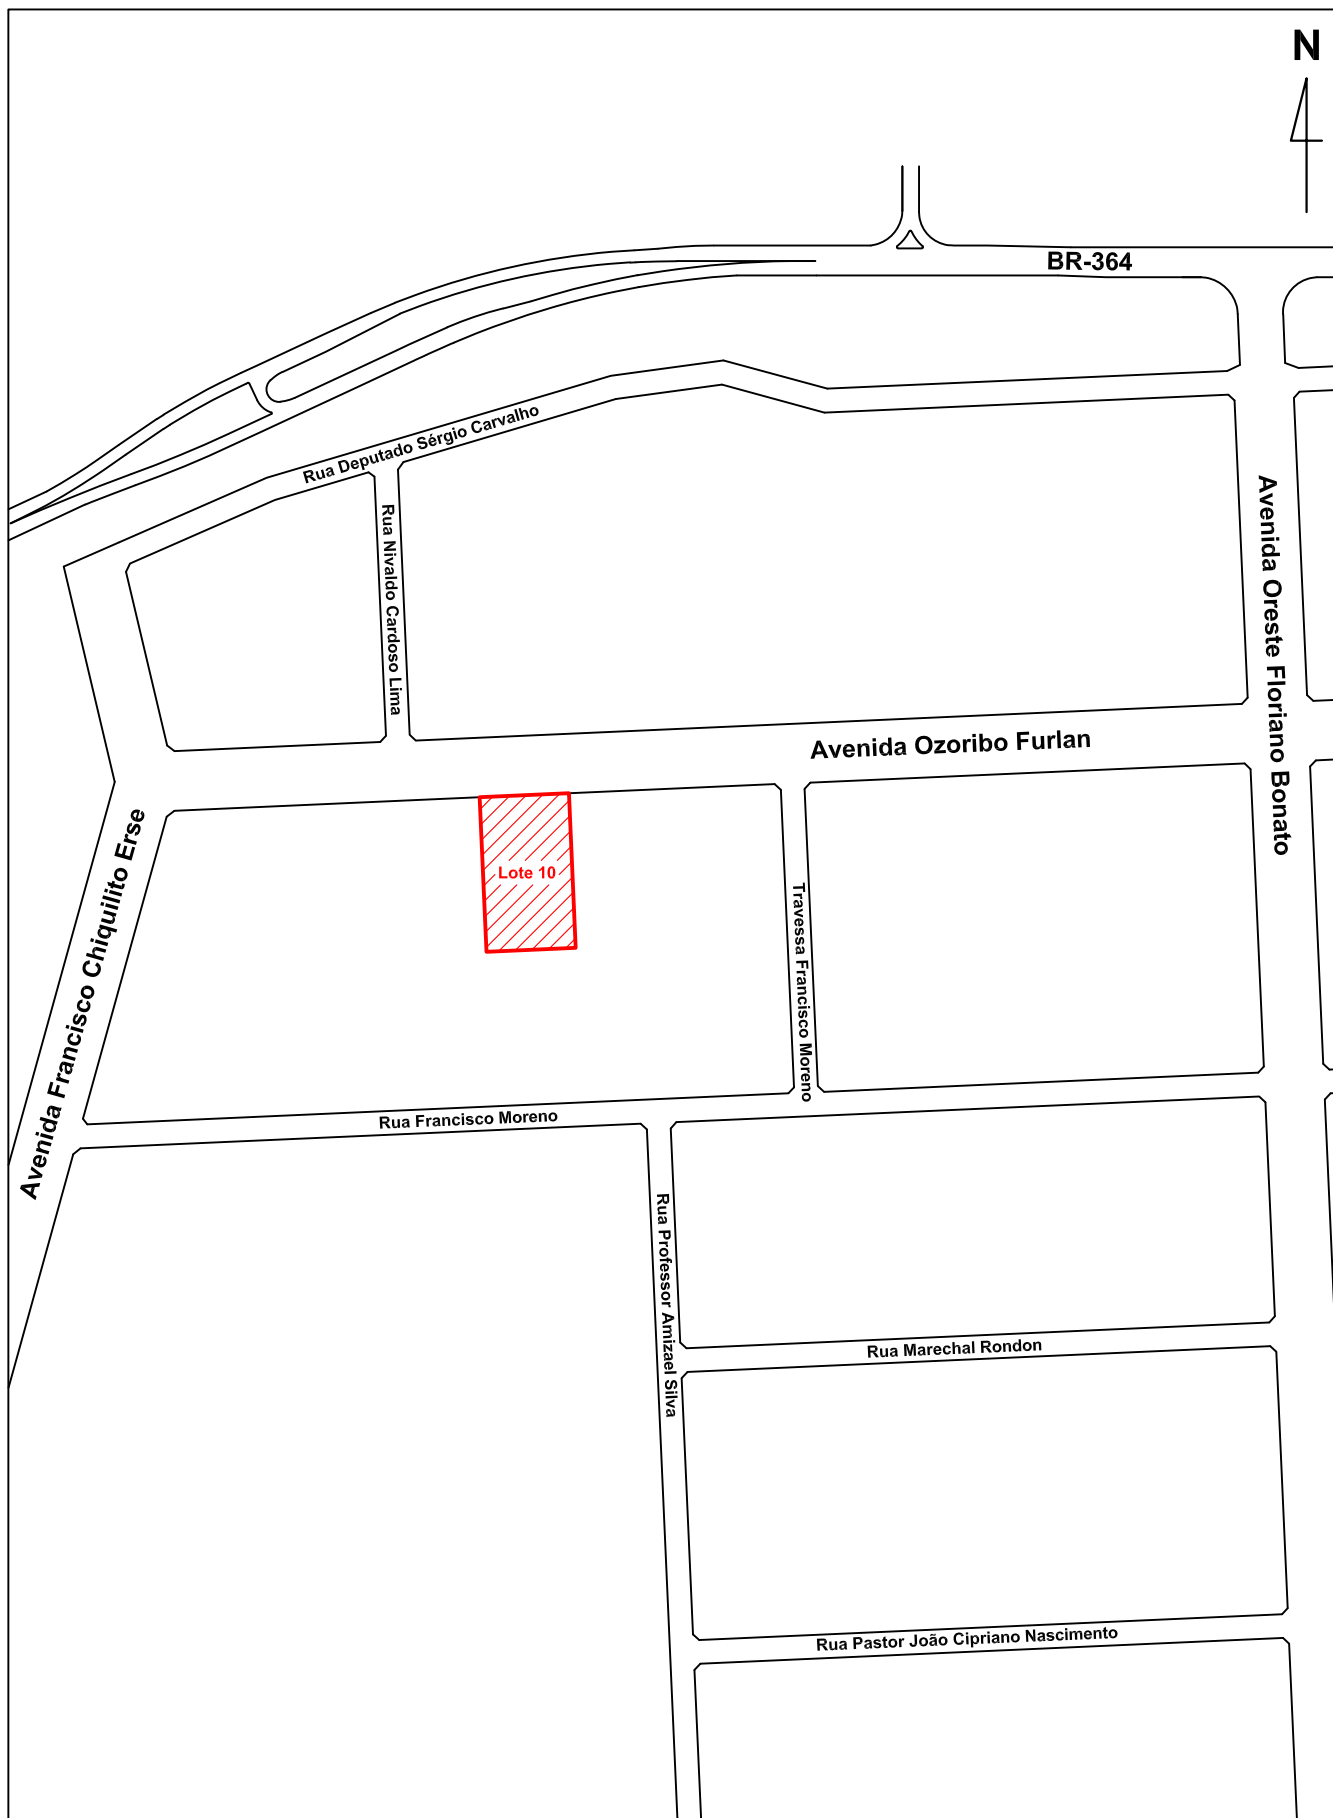 N
BR-364
Rua Deputado Sérgio Carvalho
Rua Nivaldo Cardoso Lima
Avenida Oreste Floriano Bonato
Avenida Ozoribo Furlan
Avenida Francisco Chiquilito Erse
Lote 10
Travessa Francisco Moreno
Rua Francisco Moreno
Rua Professor Amizael Silva
Rua Marechal Rondon
Rua Pastor João Cipriano Nascimento